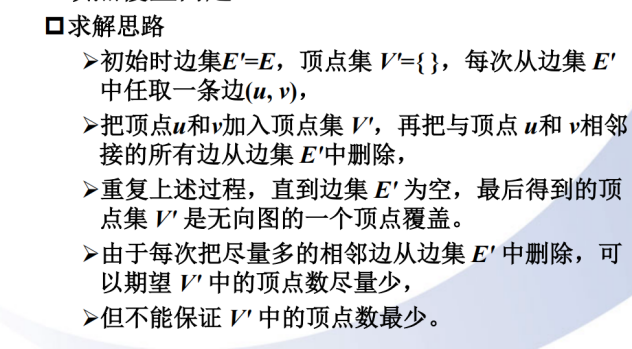 求解思路
➢初始时边集E'=E，顶点集 V'={ }，每次从边集 E'
中任取一条边(u, v)，
➢把顶点u和v加入顶点集 V'，再把与顶点 u和 v相邻
接的所有边从边集 E'中删除，
➢重复上述过程，直到边集 E' 为空，最后得到的顶
点集 V' 是无向图的一个顶点覆盖。
➢由于每次把尽量多的相邻边从边集 E' 中删除，可
以期望 V' 中的顶点数尽量少，
➢但不能保证 V' 中的顶点数最少。